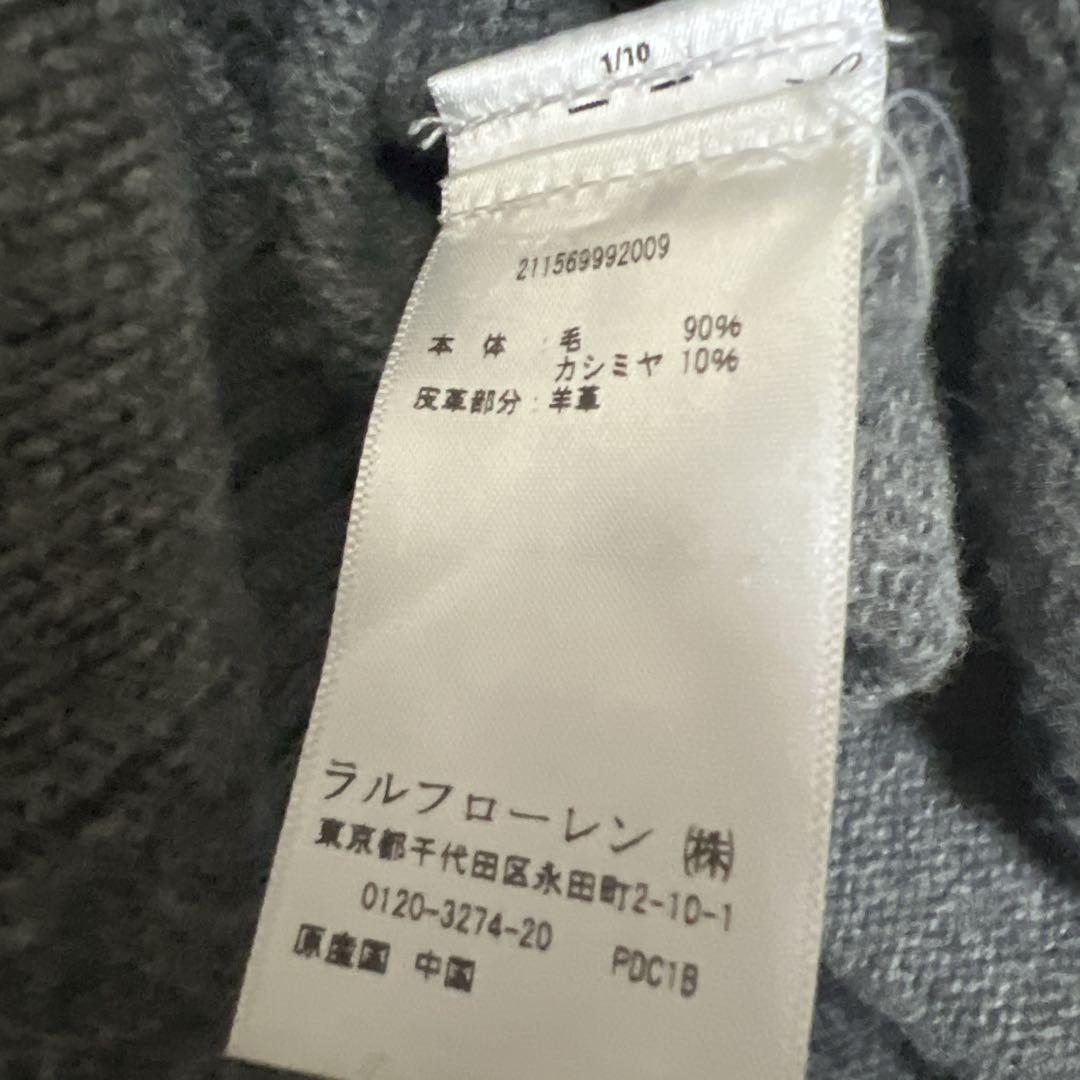 1/10
211569992009
本 体 : 毛 90%
カシミヤ 10%
皮革部分 : 羊革
ラルフローレン ㈱
東京都千代田区永田町2-10-1
0120-3274-20 PDC1B
原産国 中国